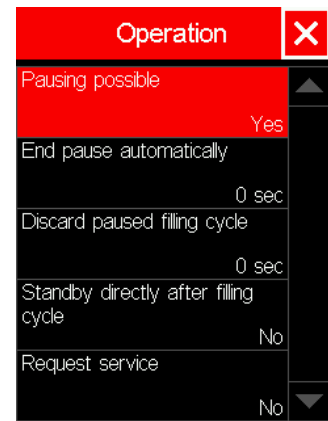 Operation
Pausing possible
Yes
End pause automatically
0 sec
Discard paused filling cycle
0 sec
Standby directly after filling
cycle
No
Request service
No